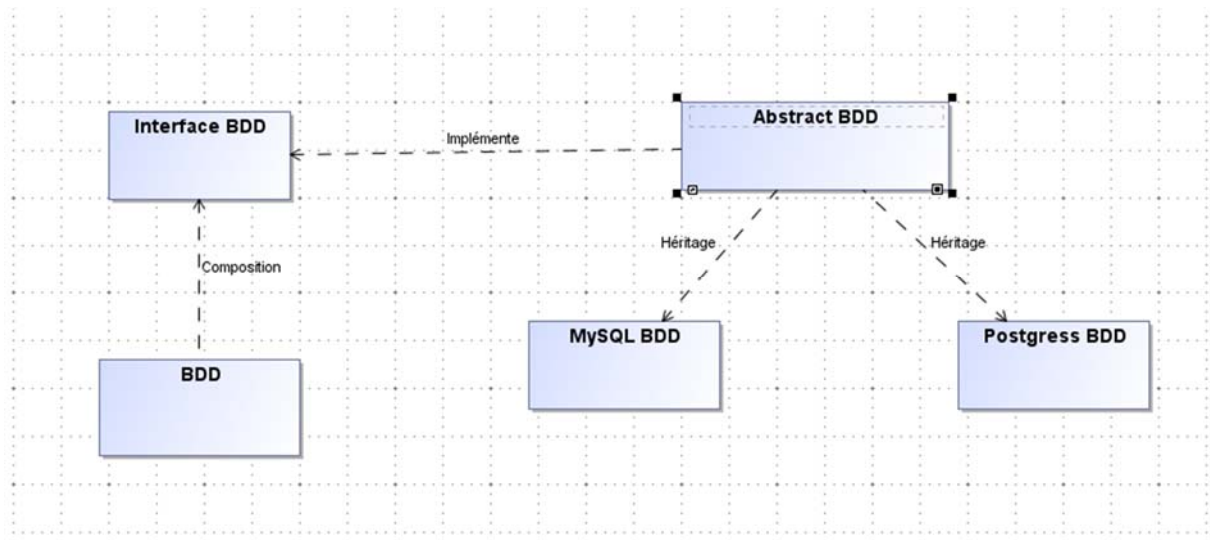 Interface BDD
Abstract BDD
Implémente
Héritage
Héritage
Composition
MySQL BDD
Postgress BDD
BDD